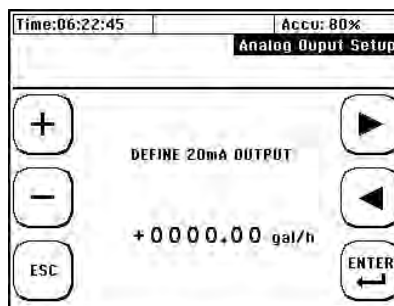 Time:06:22:45 Accu: 80%
Analog Ouput Setup
+
DEFINE 20mA OUTPUT
−
+0000.00 gal/h
ESC
ENTER